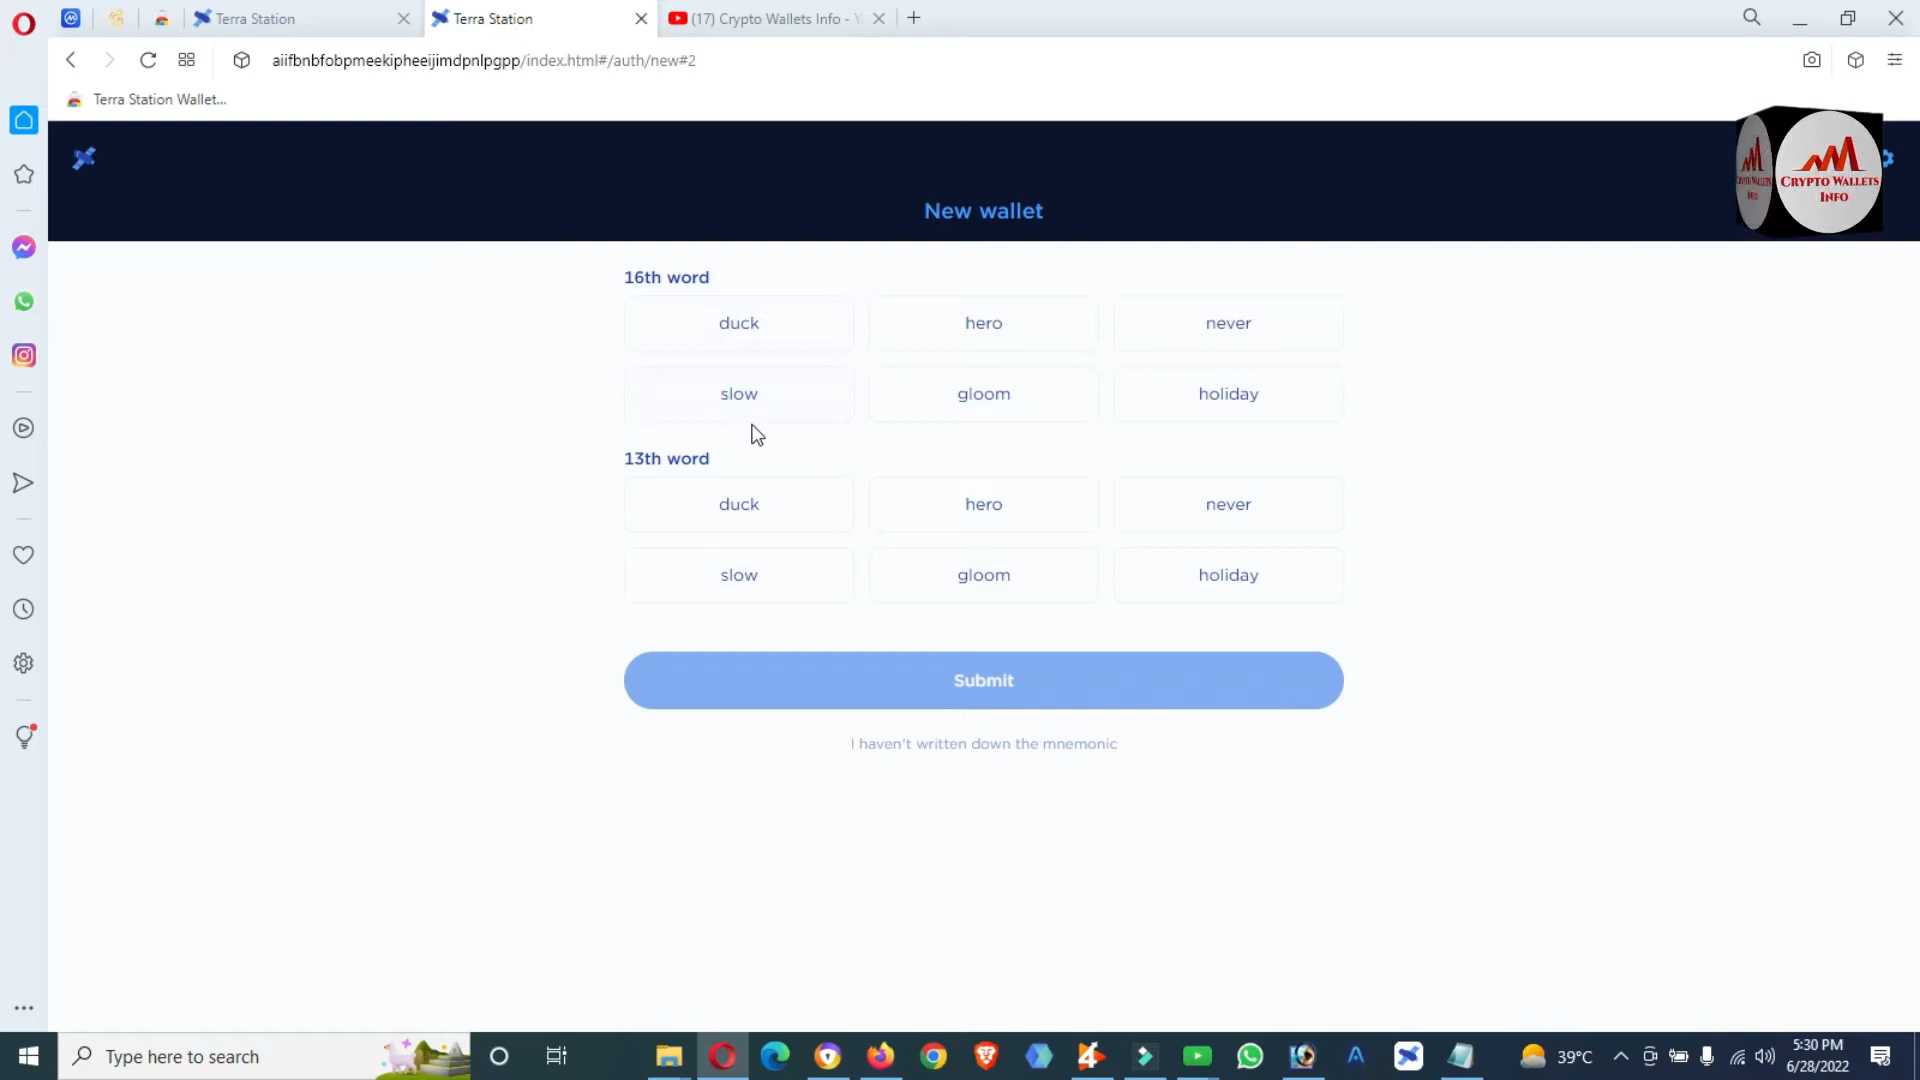 Terra Station
Terra Station
(17) Crypto Wallets Info - Y
aiifbnbfobpmeekipheeijimdpnlpgpp/index.html#/auth/new#2
Terra Station Wallet...
CRYPTO WALLETS
INFO
New wallet
16th word
duck hero never
slow gloom holiday
13th word
duck hero never
slow gloom holiday
Submit
I haven't written down the mnemonic
Type here to search
39°C
5:30 PM
6/28/2022